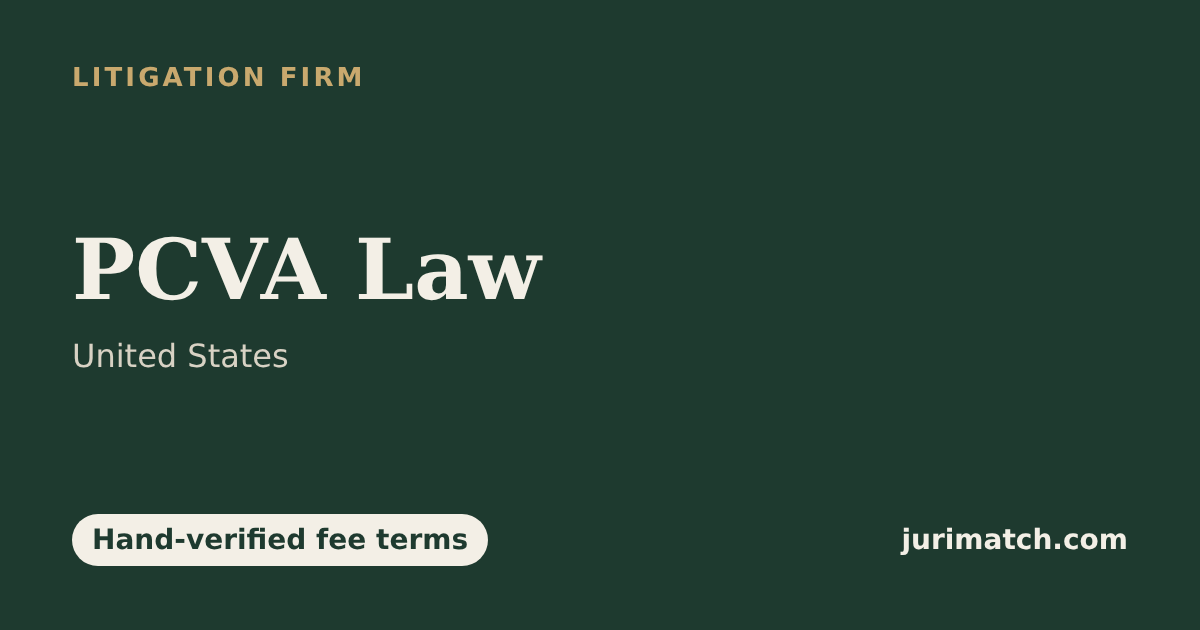 LITIGATION FIRM
PCVA Law
United States
Hand-verified fee terms
jurimatch.com